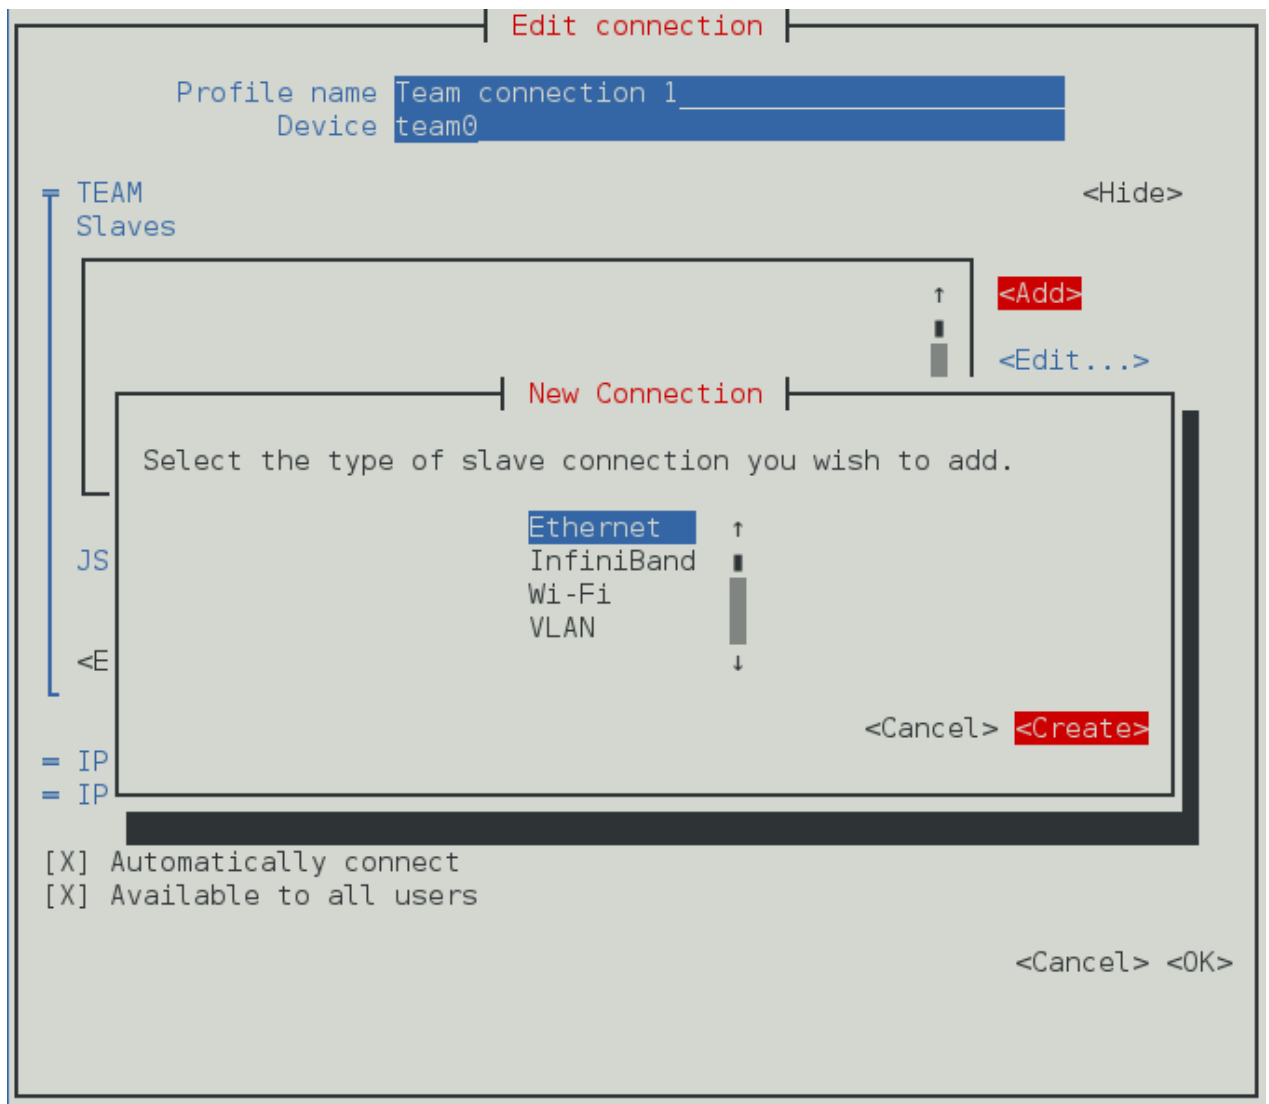 Edit connection
Profile name Team connection 1
Device team0
= TEAM <Hide>
Slaves
↑ <Add>
<Edit...>
New Connection
Select the type of slave connection you wish to add.
Ethernet ↑
InfiniBand
Wi-Fi
VLAN
↓
JS
<E
<Cancel> <Create>
= IP
= IP
[X] Automatically connect
[X] Available to all users
<Cancel> <OK>